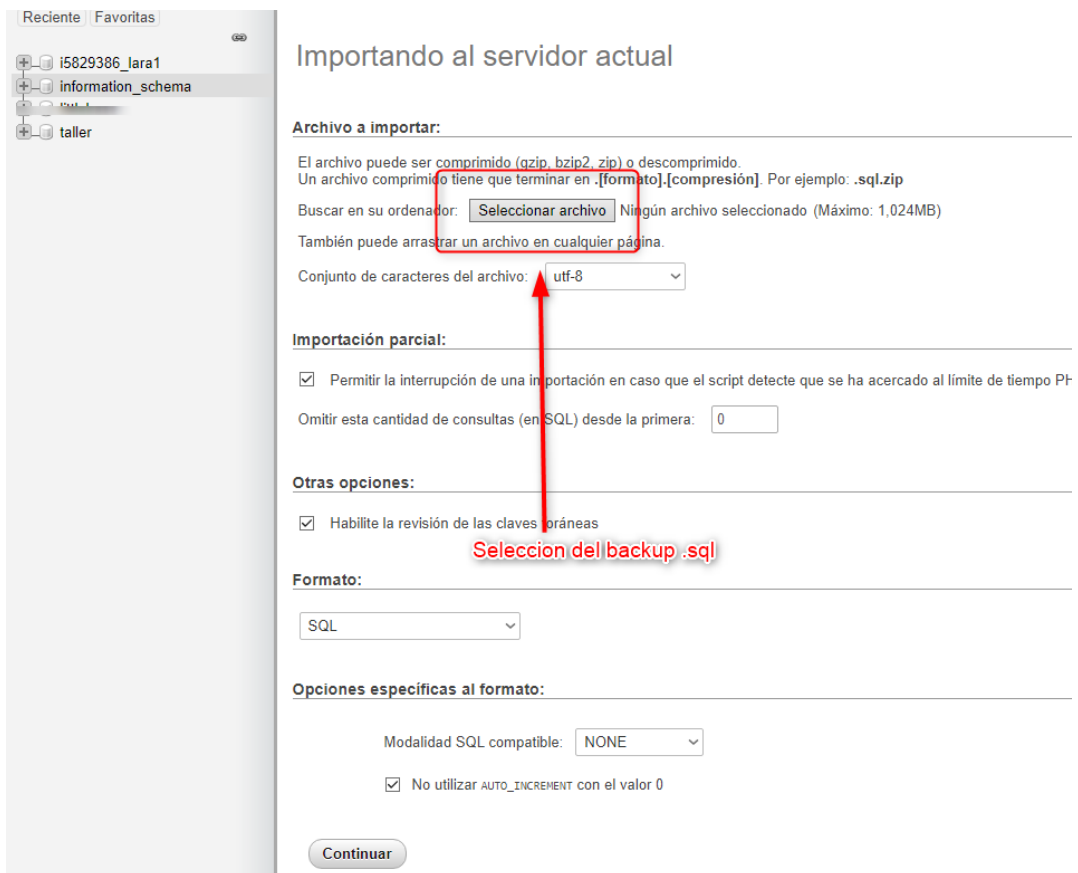 Reciente Favoritas
i5829386_lara1
information_schema
taller
Importando al servidor actual
Archivo a importar:
El archivo puede ser comprimido (gzip, bzip2, zip) o descomprimido.
Un archivo comprimido tiene que terminar en .[formato].[compresión]. Por ejemplo: .sql.zip
Buscar en su ordenador: Seleccionar archivo Ningún archivo seleccionado (Máximo: 1,024MB)
También puede arrastrar un archivo en cualquier página.
Conjunto de caracteres del archivo: utf-8
Importación parcial:
Permitir la interrupción de una importación en caso que el script detecte que se ha acercado al límite de tiempo PH
Omitir esta cantidad de consultas (en SQL) desde la primera: 0
Otras opciones:
Habilite la revisión de las claves foráneas
Seleccion del backup .sql
Formato:
SQL
Opciones específicas al formato:
Modalidad SQL compatible: NONE
No utilizar AUTO_INCREMENT con el valor 0
Continuar